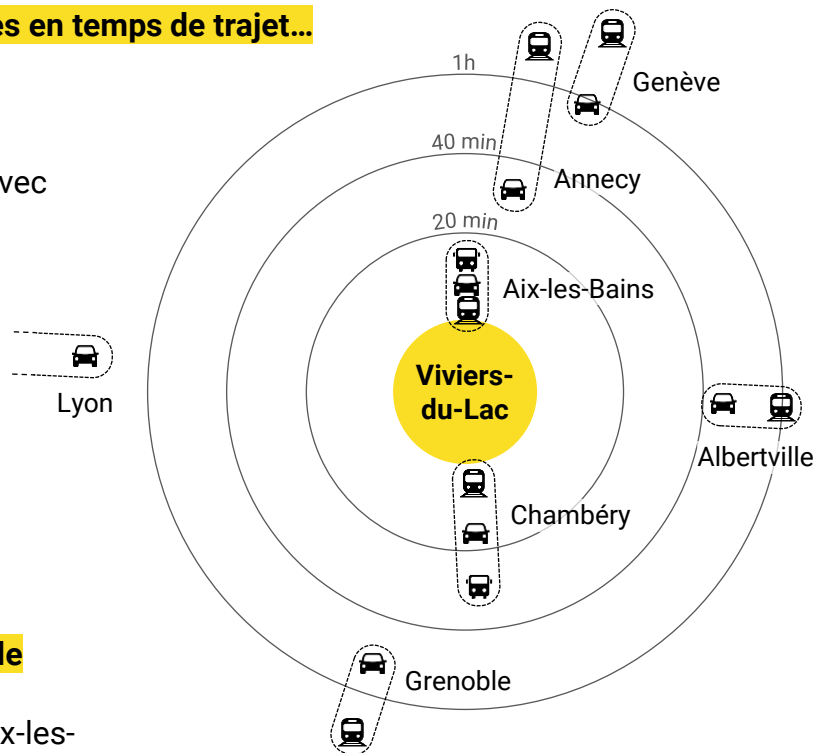 es en temps de trajet…
1h
Genève
40 min
vec
Annecy
20 min
Aix-les-Bains
Viviers-
du-Lac
Lyon
Albertville
Chambéry
le
Grenoble
x-les-